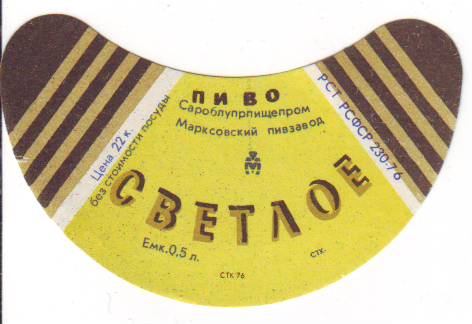 ПИВО
Сароблупрпищепром
Марксовский пивзавод
Цена 22 к.
без стоимости посуды
РСТ РСФСР 230-76
СВЕТЛОЕ
Емк. 0,5 л.
СТК 76
СТК.